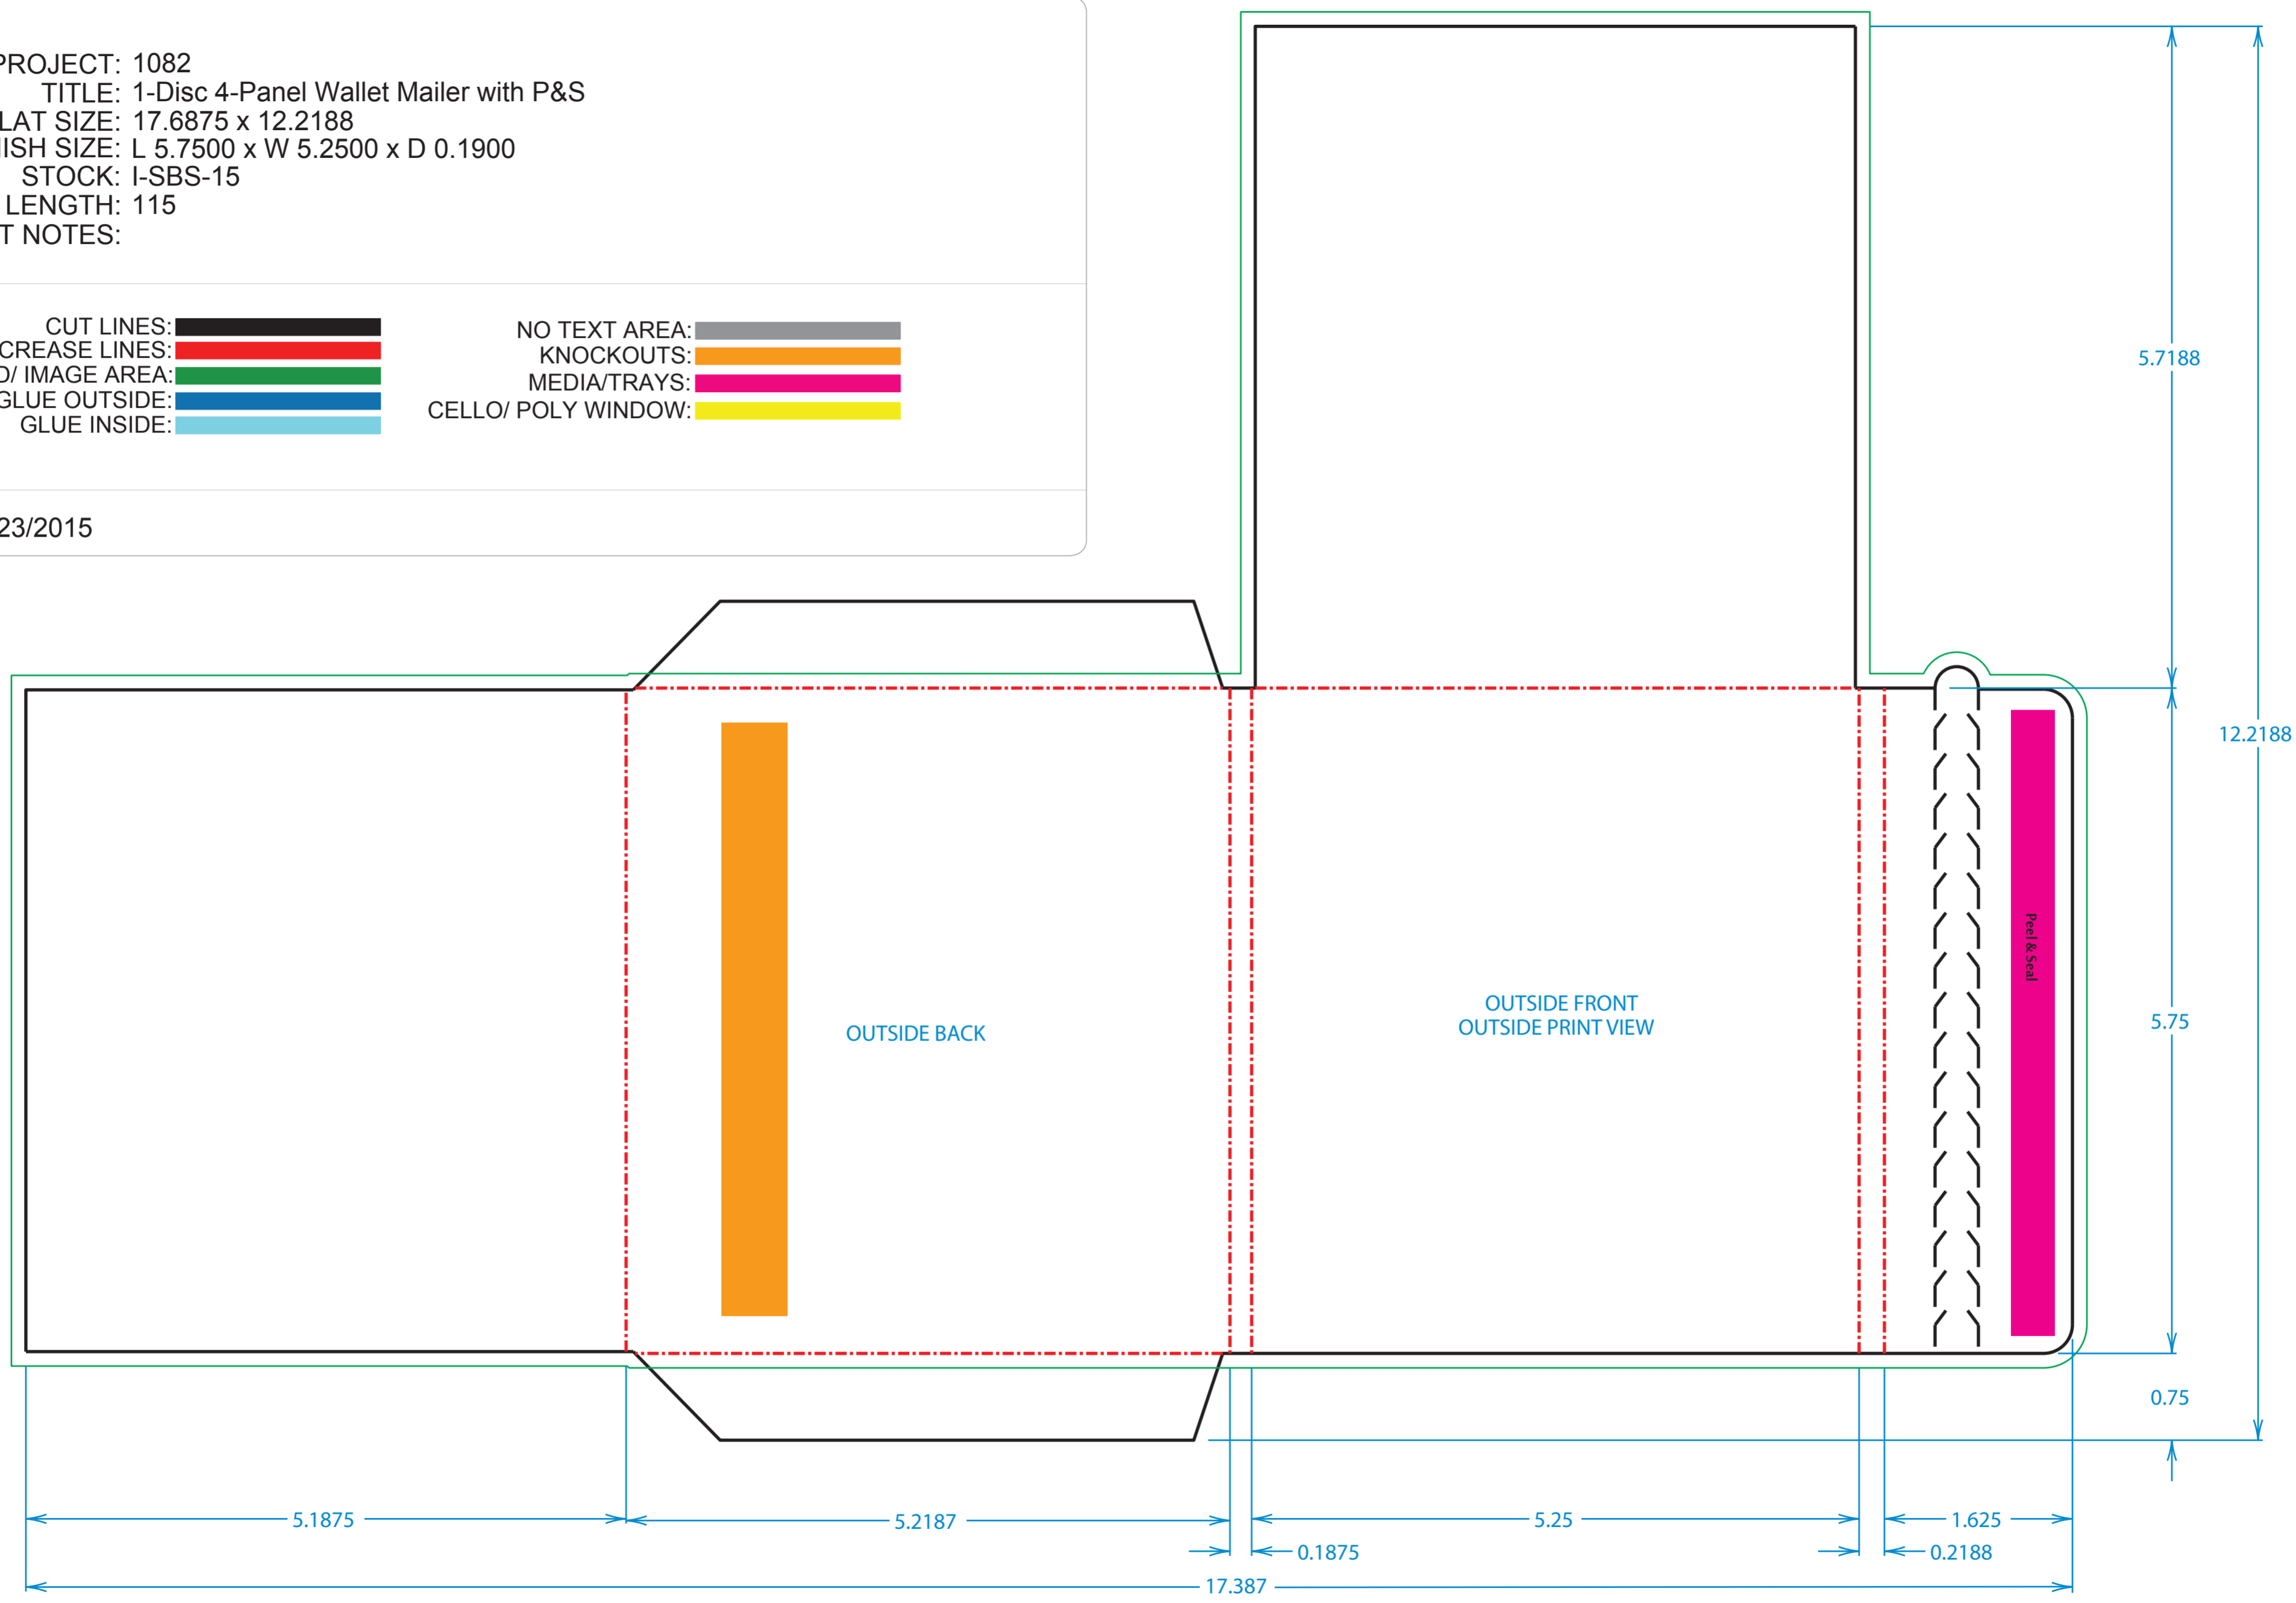 PROJECT: 1082
TITLE: 1-Disc 4-Panel Wallet Mailer with P&S
LAT SIZE: 17.6875 x 12.2188
ISH SIZE: L 5.7500 x W 5.2500 x D 0.1900
STOCK: I-SBS-15
LENGTH: 115
T NOTES:
CUT LINES:
CREASE LINES:
D/ IMAGE AREA:
GLUE OUTSIDE:
GLUE INSIDE:
NO TEXT AREA:
KNOCKOUTS:
MEDIA/TRAYS:
CELLO/ POLY WINDOW:
23/2015
5.7188
12.2188
Peel & Seal
OUTSIDE FRONT
OUTSIDE PRINT VIEW
OUTSIDE BACK
5.75
0.75
5.1875
5.2187
5.25
1.625
0.1875
0.2188
17.387